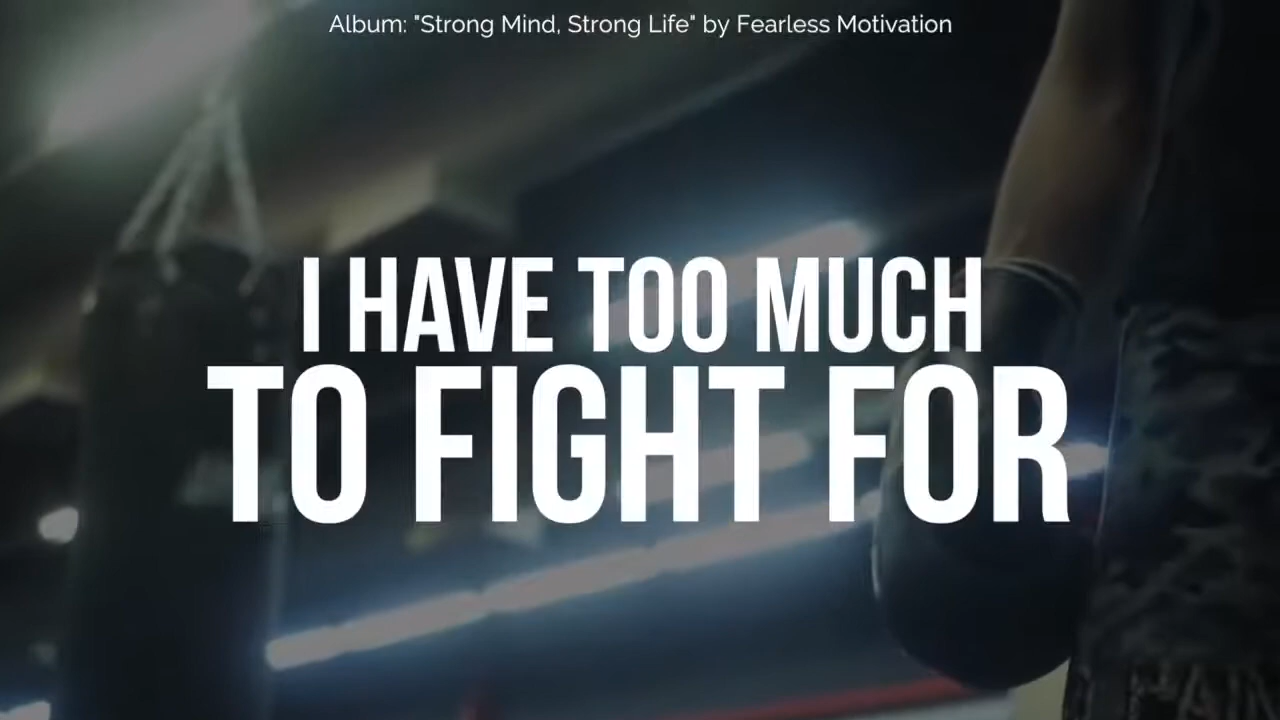 Album: "Strong Mind, Strong Life" by Fearless Motivation
I HAVE TOO MUCH
TO FIGHT FOR